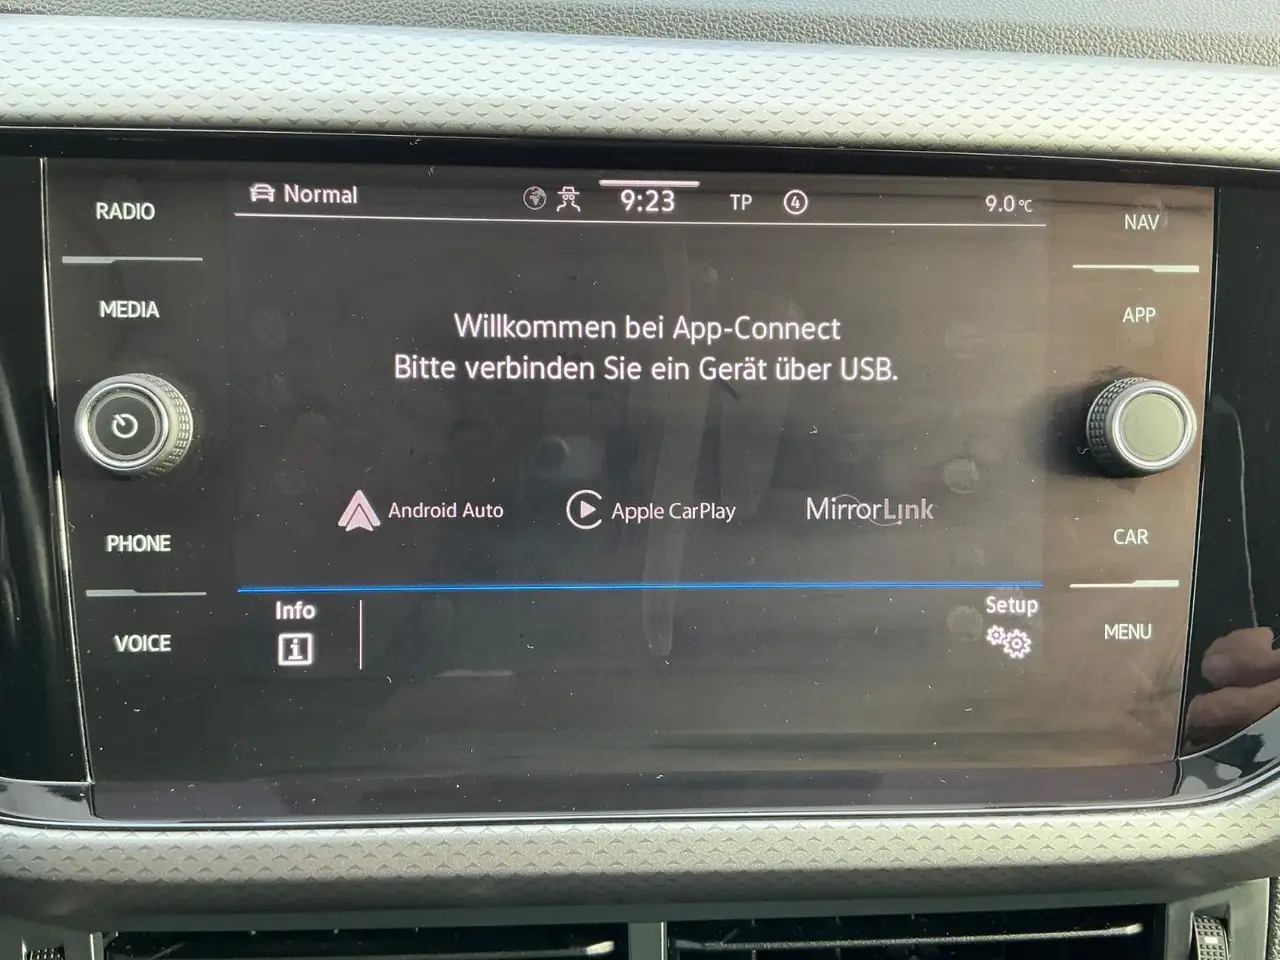 RADIO
MEDIA
PHONE
VOICE
Normal
9:23
TP
4
9.0 °C
Willkommen bei App-Connect
Bitte verbinden Sie ein Gerät über USB.
Android Auto
Apple CarPlay
MirrorLink
Info
i
Setup
NAV
APP
CAR
MENU